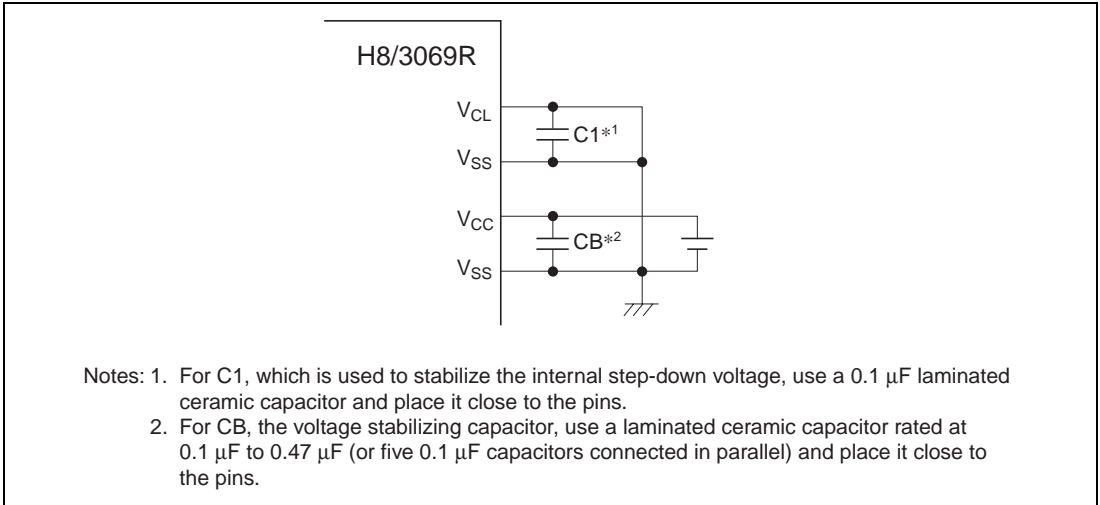 H8/3069R
VCL
C1*1
VSS
VCC
CB*2
VSS
Notes: 1. For C1, which is used to stabilize the internal step-down voltage, use a 0.1 μF laminated
ceramic capacitor and place it close to the pins.
2. For CB, the voltage stabilizing capacitor, use a laminated ceramic capacitor rated at
0.1 μF to 0.47 μF (or five 0.1 μF capacitors connected in parallel) and place it close to
the pins.